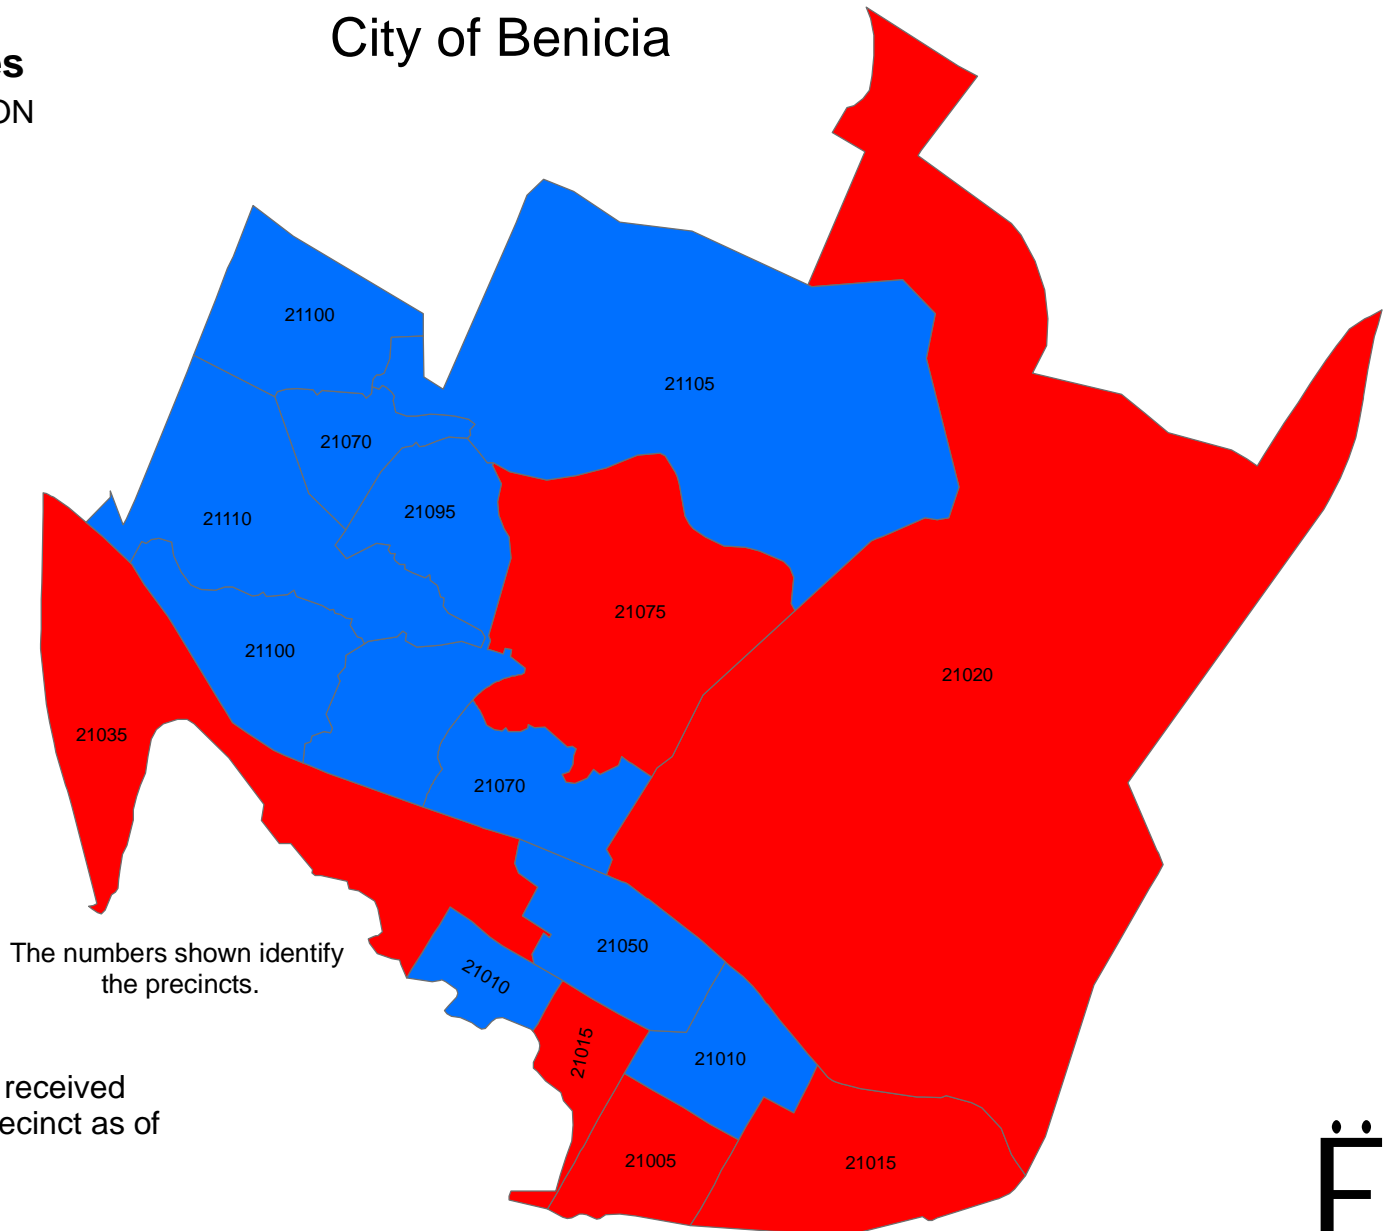 City of Benicia
es
ON
21100
21105
21070
21095
21110
21075
21100
21020
21035
21070
The numbers shown identify
the precincts.
21050
21010
21015
21010
received
ecinct as of
21005
21015